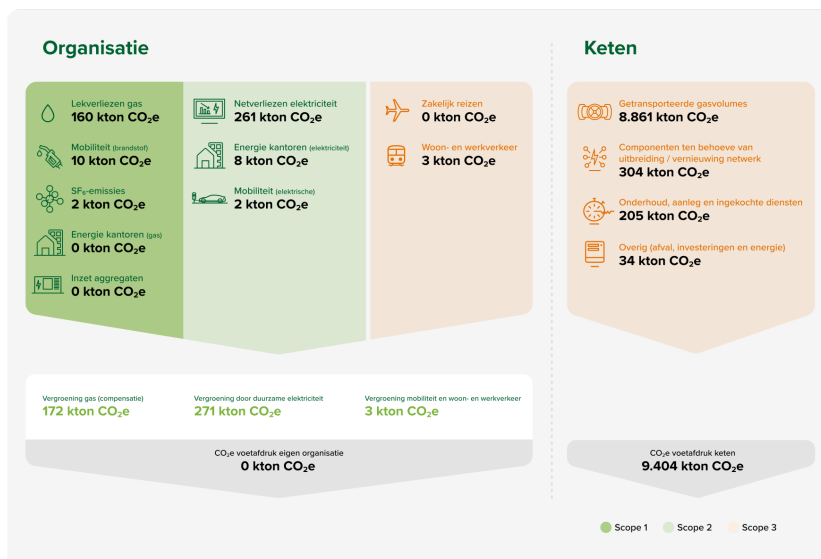 Organisatie
Lekverliezen gas
160 kton CO₂e
Mobiliteit (brandstof)
10 kton CO₂e
SF₆-emissies
2 kton CO₂e
Energie kantoren (gas)
0 kton CO₂e
Inzet aggregaten
0 kton CO₂e
Netverliezen elektriciteit
261 kton CO₂e
Energie kantoren (elektriciteit)
8 kton CO₂e
Mobiliteit (elektrische)
2 kton CO₂e
Zakelijk reizen
0 kton CO₂e
Woon- en werkverkeer
3 kton CO₂e
Vergroening gas (compensatie)
172 kton CO₂e
Vergroening door duurzame elektriciteit
271 kton CO₂e
Vergroening mobiliteit en woon- en werkverkeer
3 kton CO₂e
CO₂e voetafdruk eigen organisatie
0 kton CO₂e
Keten
Getransporteerde gasvolumes
8.861 kton CO₂e
Componenten ten behoeve van
uitbreiding / vernieuwing netwerk
304 kton CO₂e
Onderhoud, aanleg en ingekochte diensten
205 kton CO₂e
Overig (afval, investeringen en energie)
34 kton CO₂e
CO₂e voetafdruk keten
9.404 kton CO₂e
Scope 1
Scope 2
Scope 3